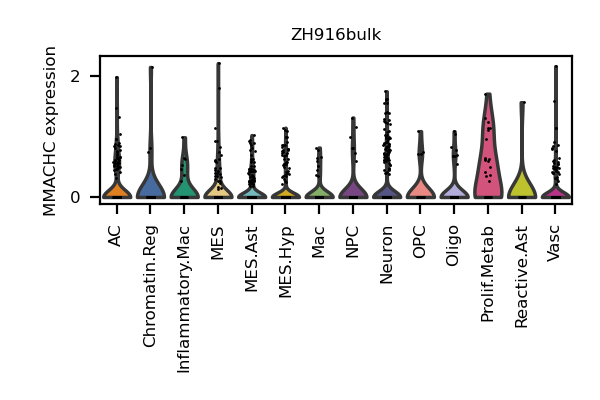 ZH916bulk
MMACHC expression
2
0
AC
Chromatin.Reg
Inflammatory.Mac
MES
MES.Ast
MES.Hyp
Mac
NPC
Neuron
OPC
Oligo
Prolif.Metab
Reactive.Ast
Vasc